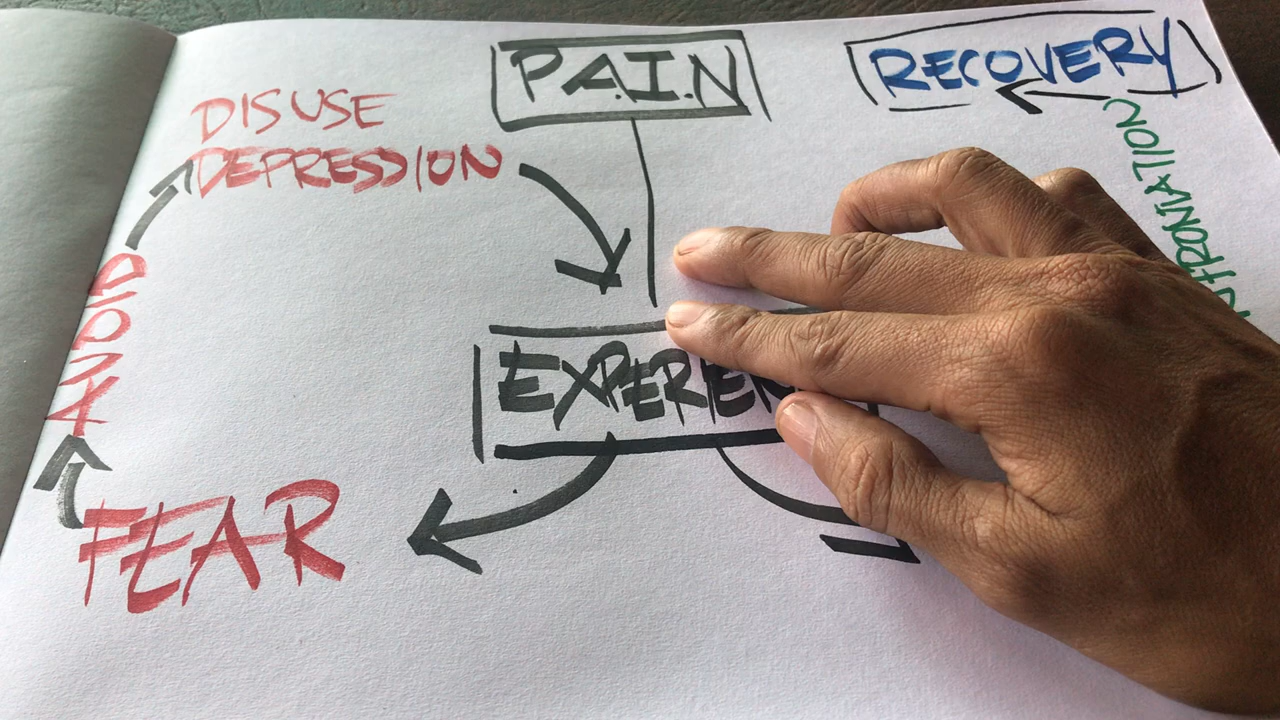 P.A.I.N
RECOVERY
DISUSE
DEPRESSION
AVOID
FEAR